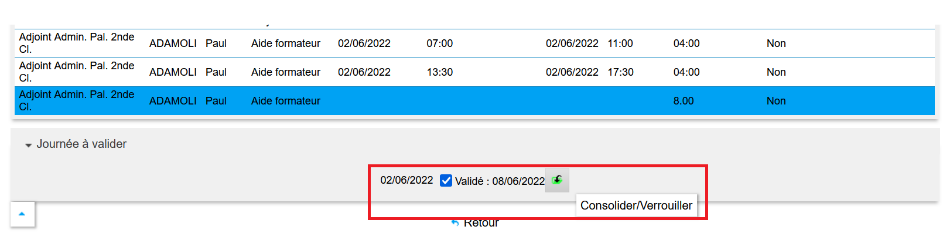 Adjoint Admin. Pal. 2nde Cl. ADAMOLI Paul Aide formateur 02/06/2022 07:00 02/06/2022 11:00 04:00 Non
Adjoint Admin. Pal. 2nde Cl. ADAMOLI Paul Aide formateur 02/06/2022 13:30 02/06/2022 17:30 04:00 Non
Adjoint Admin. Pal. 2nde Cl. ADAMOLI Paul Aide formateur 8.00 Non
Journée à valider
02/06/2022 Validé : 08/06/2022
Consolider/Verrouiller
Retour